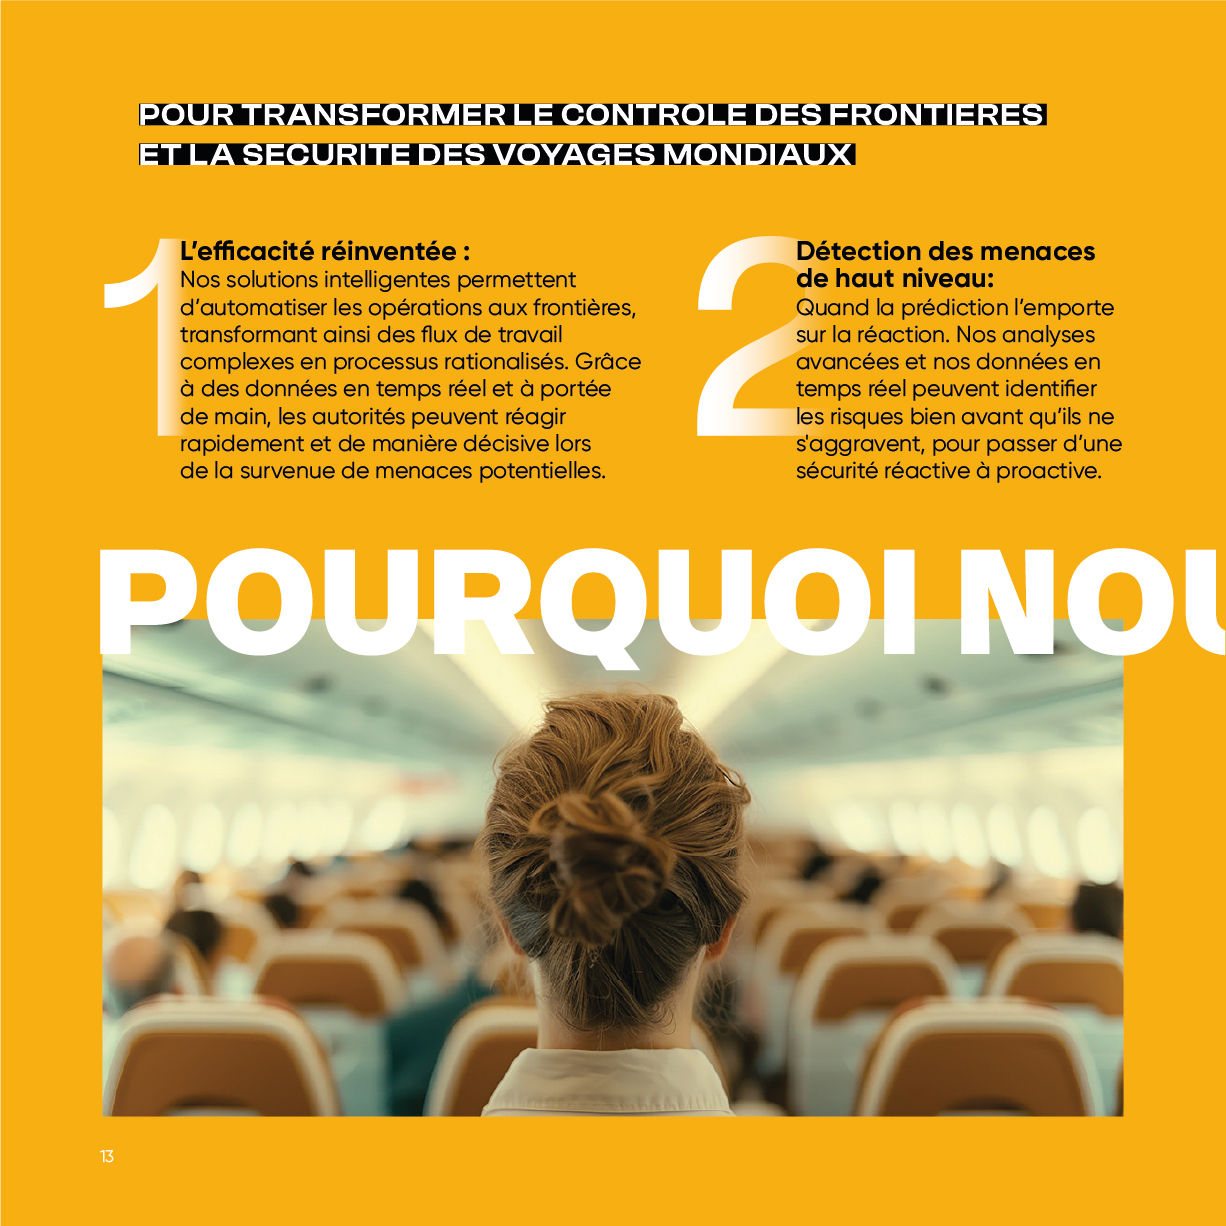 POUR TRANSFORMER LE CONTROLE DES FRONTIERES
ET LA SECURITE DES VOYAGES MONDIAUX
1
L’efficacité réinventée :
Nos solutions intelligentes permettent
d’automatiser les opérations aux frontières,
transformant ainsi des flux de travail
complexes en processus rationalisés. Grâce
à des données en temps réel et à portée
de main, les autorités peuvent réagir
rapidement et de manière décisive lors
de la survenue de menaces potentielles.
2
Détection des menaces
de haut niveau:
Quand la prédiction l’emporte
sur la réaction. Nos analyses
avancées et nos données en
temps réel peuvent identifier
les risques bien avant qu’ils ne
s'aggravent, pour passer d’une
sécurité réactive à proactive.
POURQUOI NOU
13